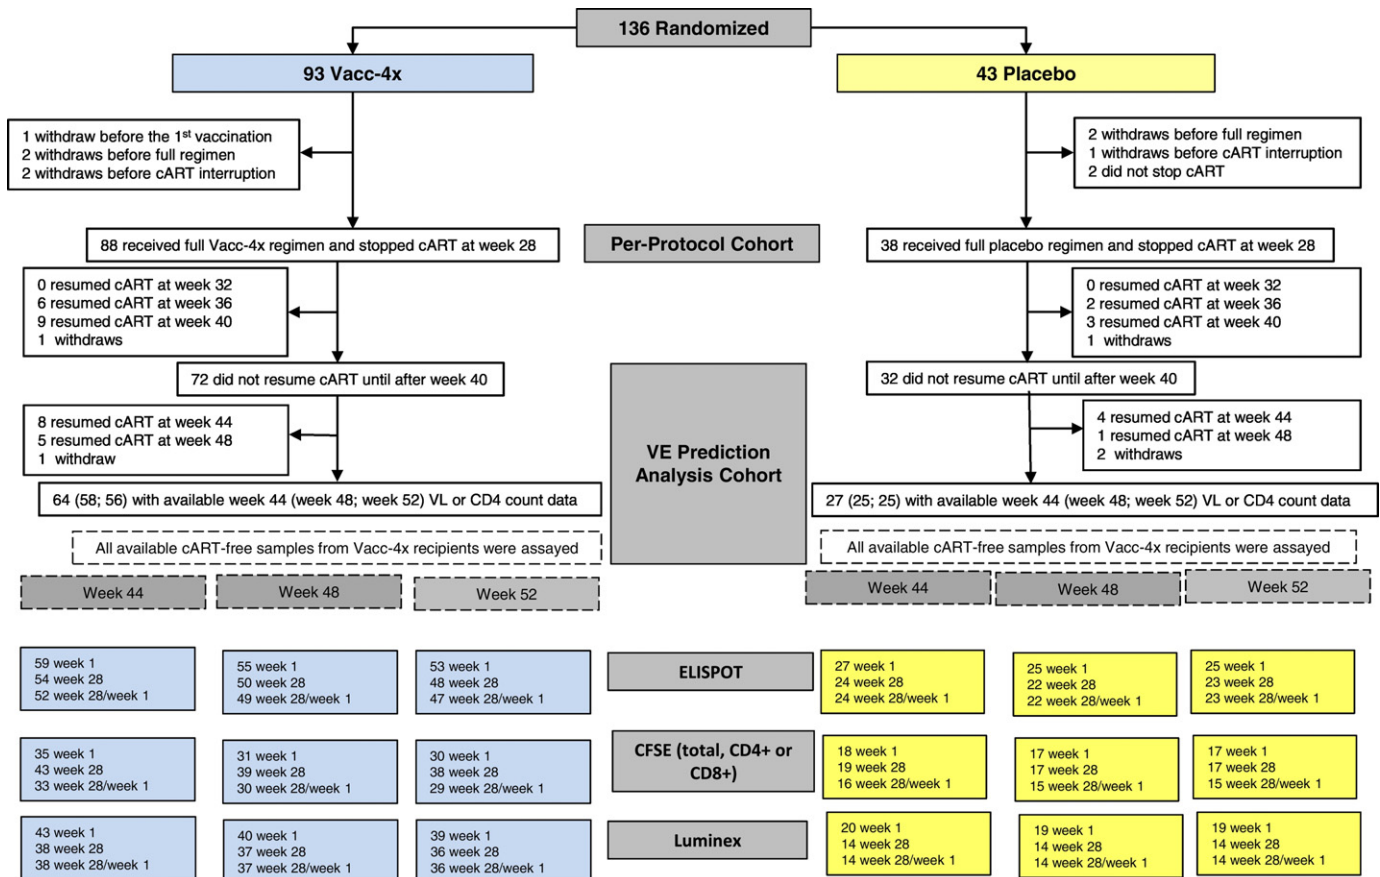 136 Randomized
93 Vacc-4x
43 Placebo
1 withdraw before the 1st vaccination
2 withdraws before full regimen
2 withdraws before cART interruption
2 withdraws before full regimen
1 withdraws before cART interruption
2 did not stop cART
88 received full Vacc-4x regimen and stopped cART at week 28
Per-Protocol Cohort
38 received full placebo regimen and stopped cART at week 28
0 resumed cART at week 32
6 resumed cART at week 36
9 resumed cART at week 40
1 withdraws
0 resumed cART at week 32
2 resumed cART at week 36
3 resumed cART at week 40
1 withdraws
72 did not resume cART until after week 40
32 did not resume cART until after week 40
8 resumed cART at week 44
5 resumed cART at week 48
1 withdraw
VE Prediction
Analysis Cohort
4 resumed cART at week 44
1 resumed cART at week 48
2 withdraws
64 (58; 56) with available week 44 (week 48; week 52) VL or CD4 count data
27 (25; 25) with available week 44 (week 48; week 52) VL or CD4 count data
All available cART-free samples from Vacc-4x recipients were assayed
All available cART-free samples from Vacc-4x recipients were assayed
Week 44
Week 48
Week 52
Week 44
Week 48
Week 52
59 week 1
54 week 28
52 week 28/week 1
55 week 1
50 week 28
49 week 28/week 1
53 week 1
48 week 28
47 week 28/week 1
ELISPOT
27 week 1
24 week 28
24 week 28/week 1
25 week 1
22 week 28
22 week 28/week 1
25 week 1
23 week 28
23 week 28/week 1
35 week 1
43 week 28
33 week 28/week 1
31 week 1
39 week 28
30 week 28/week 1
30 week 1
38 week 28
29 week 28/week 1
CFSE (total, CD4+ or
CD8+)
18 week 1
19 week 28
16 week 28/week 1
17 week 1
17 week 28
15 week 28/week 1
17 week 1
17 week 28
15 week 28/week 1
43 week 1
38 week 28
38 week 28/week 1
40 week 1
37 week 28
37 week 28/week 1
39 week 1
36 week 28
36 week 28/week 1
Luminex
20 week 1
14 week 28
14 week 28/week 1
19 week 1
14 week 28
14 week 28/week 1
19 week 1
14 week 28
14 week 28/week 1